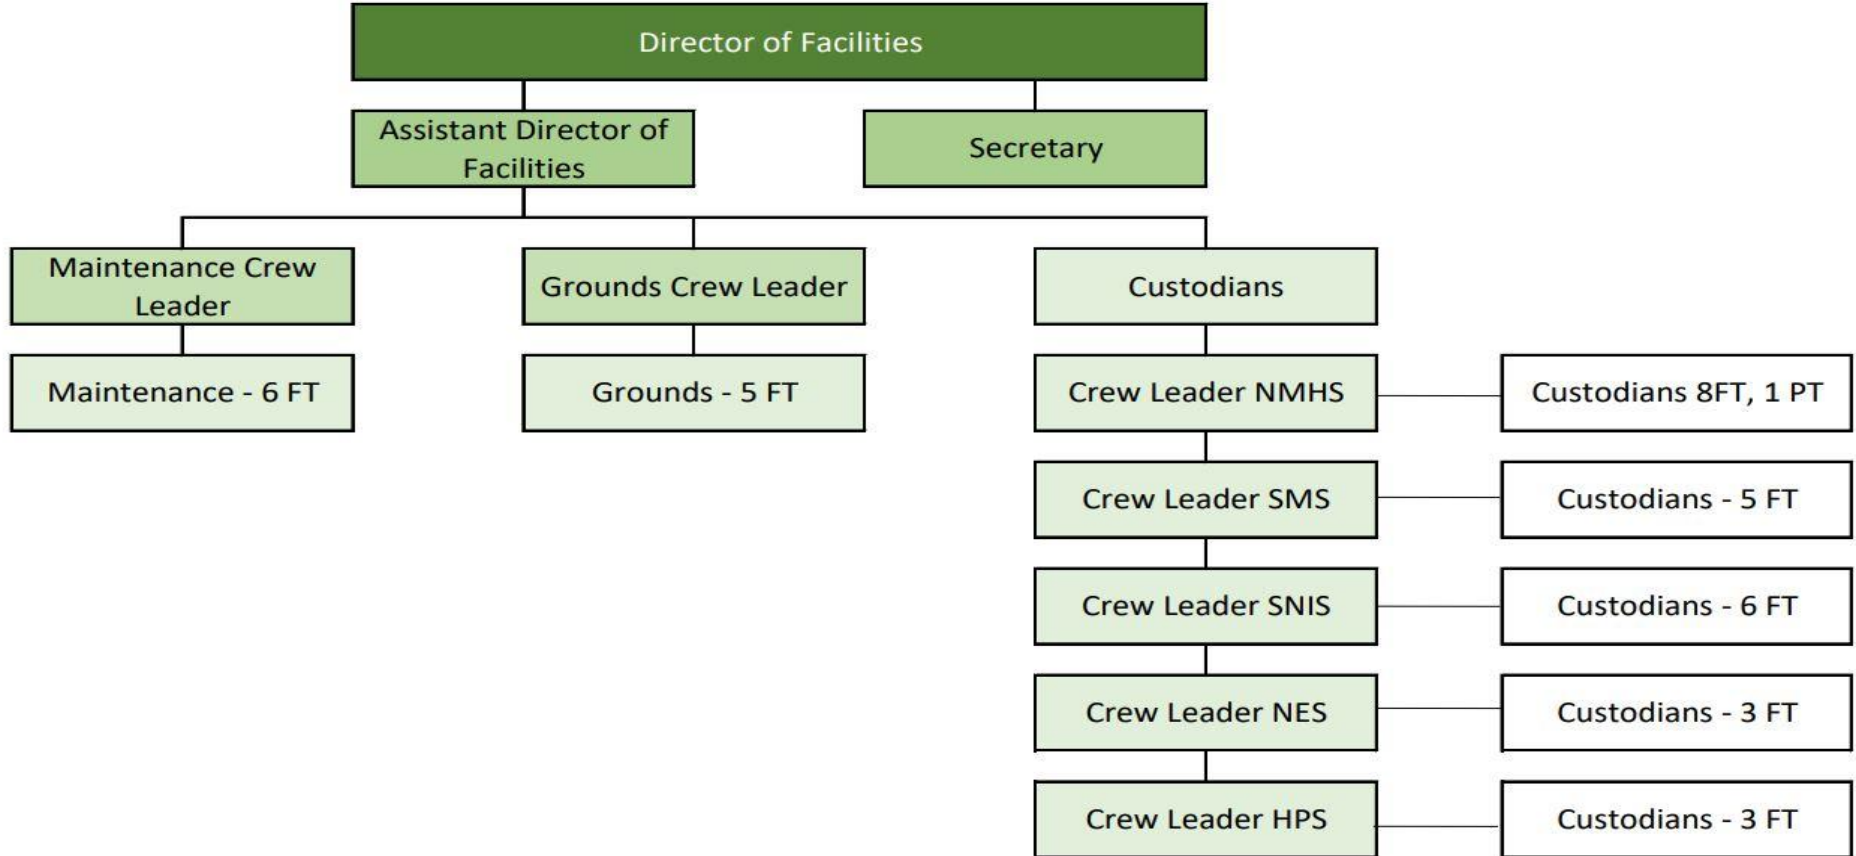 Director of Facilities
Assistant Director of
Facilities
Secretary
Maintenance Crew
Leader
Grounds Crew Leader
Custodians
Maintenance - 6 FT
Grounds - 5 FT
Crew Leader NMHS
Custodians 8FT, 1 PT
Crew Leader SMS
Custodians - 5 FT
Crew Leader SNIS
Custodians - 6 FT
Crew Leader NES
Custodians - 3 FT
Crew Leader HPS
Custodians - 3 FT